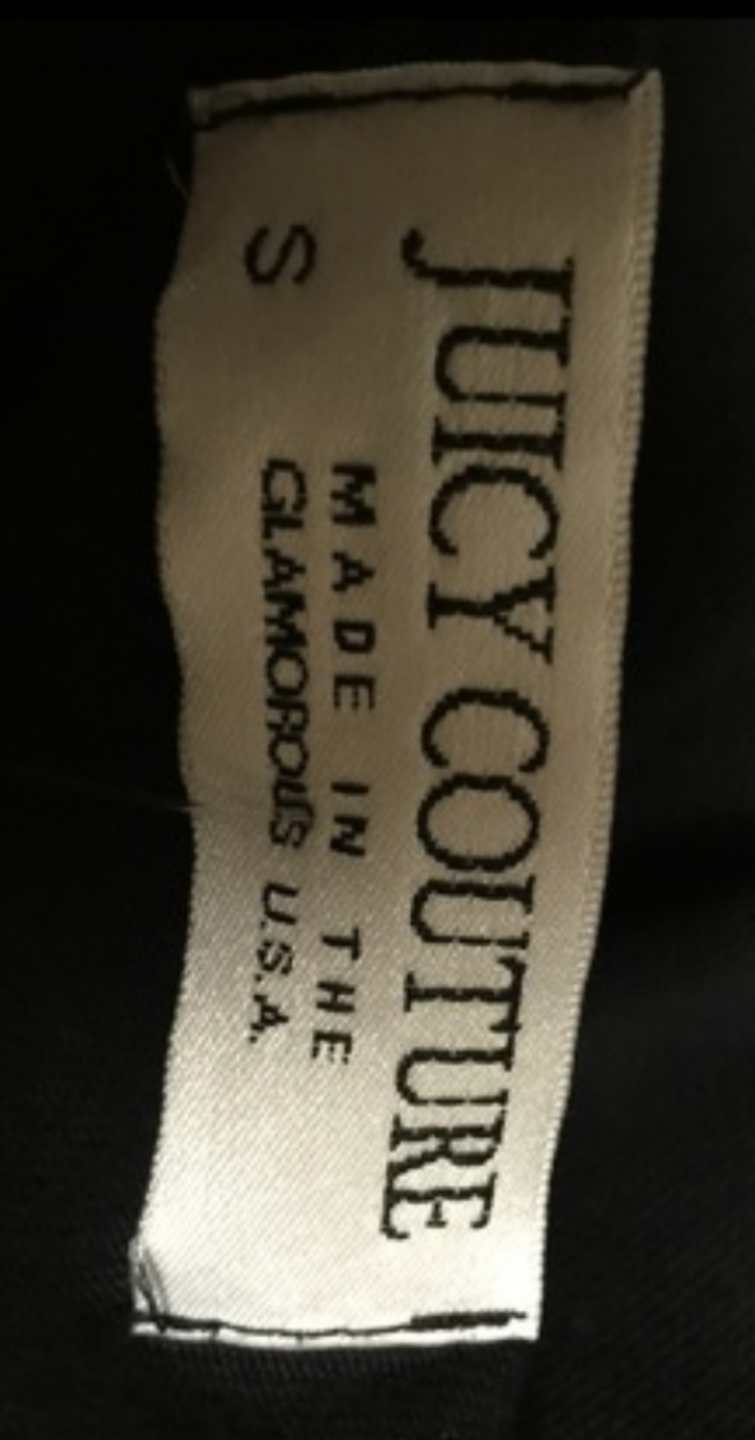 JUICY COUTURE
MADE IN THE
GLAMOROUS U.S.A.
S